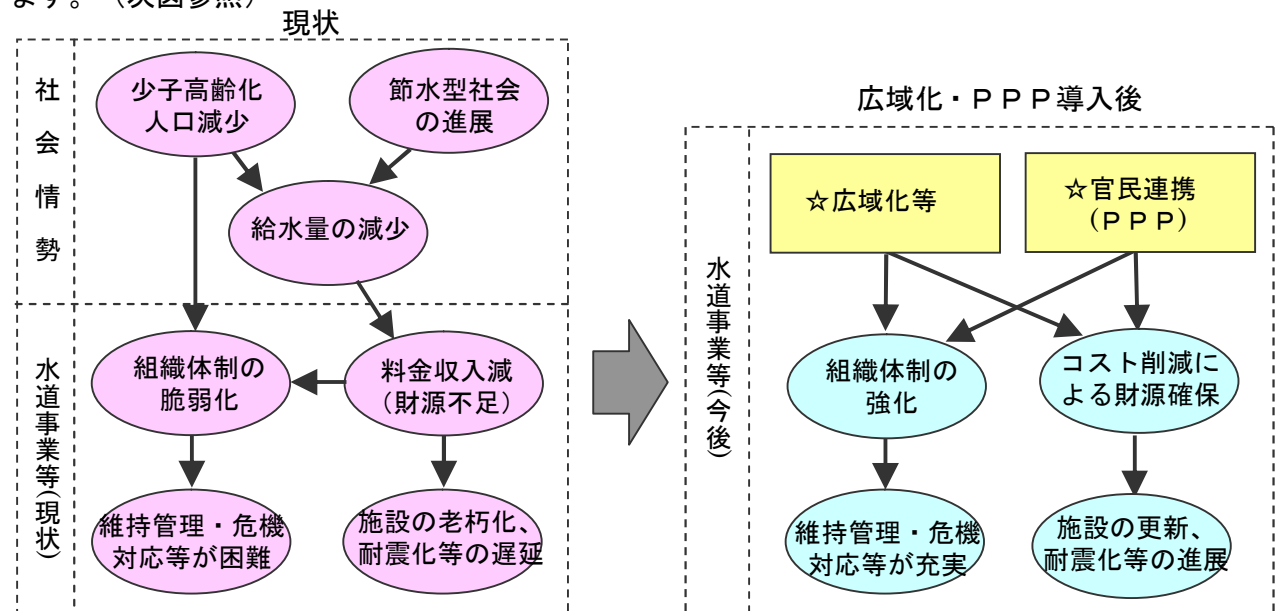 ます。（次図参照）
現状
社会情勢
少子高齢化
人口減少
節水型社会
の進展
給水量の減少
水道事業等(現状)
組織体制の
脆弱化
料金収入減
（財源不足）
維持管理・危機
対応等が困難
施設の老朽化、
耐震化等の遅延
広域化・ＰＰＰ導入後
水道事業等(今後)
☆広域化等
☆官民連携
（ＰＰＰ）
組織体制の
強化
コスト削減に
よる財源確保
維持管理・危機
対応等が充実
施設の更新、
耐震化等の進展